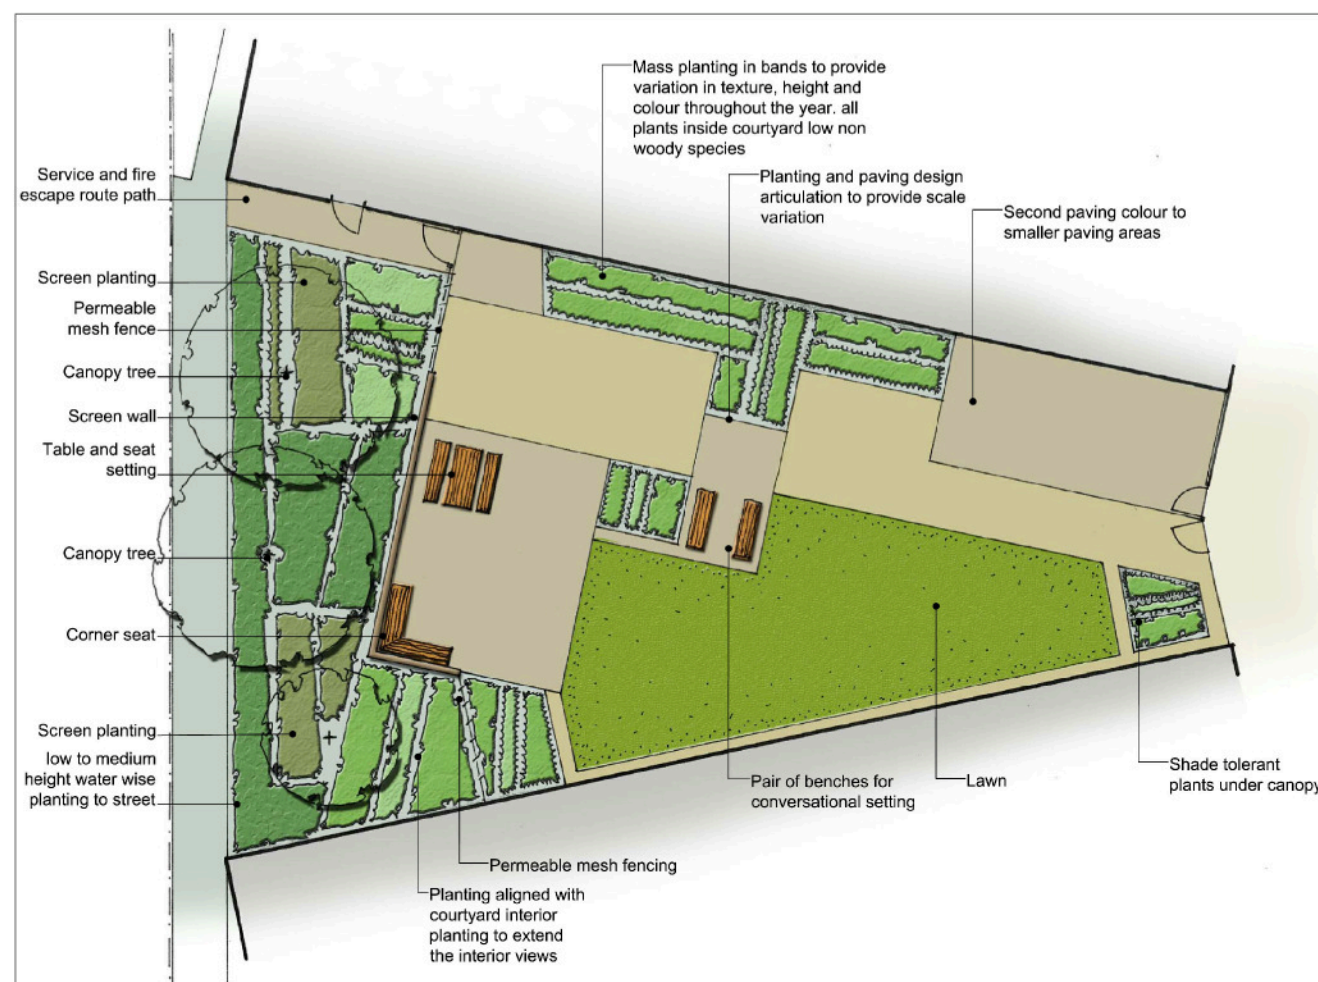 Mass planting in bands to provide
variation in texture, height and
colour throughout the year. all
plants inside courtyard low non
woody species
Planting and paving design
articulation to provide scale
variation
Second paving colour to
smaller paving areas
Service and fire
escape route path
Screen planting
Permeable
mesh fence
Canopy tree
Screen wall
Table and seat
setting
Canopy tree
Corner seat
Screen planting
low to medium
height water wise
planting to street
Pair of benches for
conversational setting
Lawn
Shade tolerant
plants under canopy
Permeable mesh fencing
Planting aligned with
courtyard interior
planting to extend
the interior views